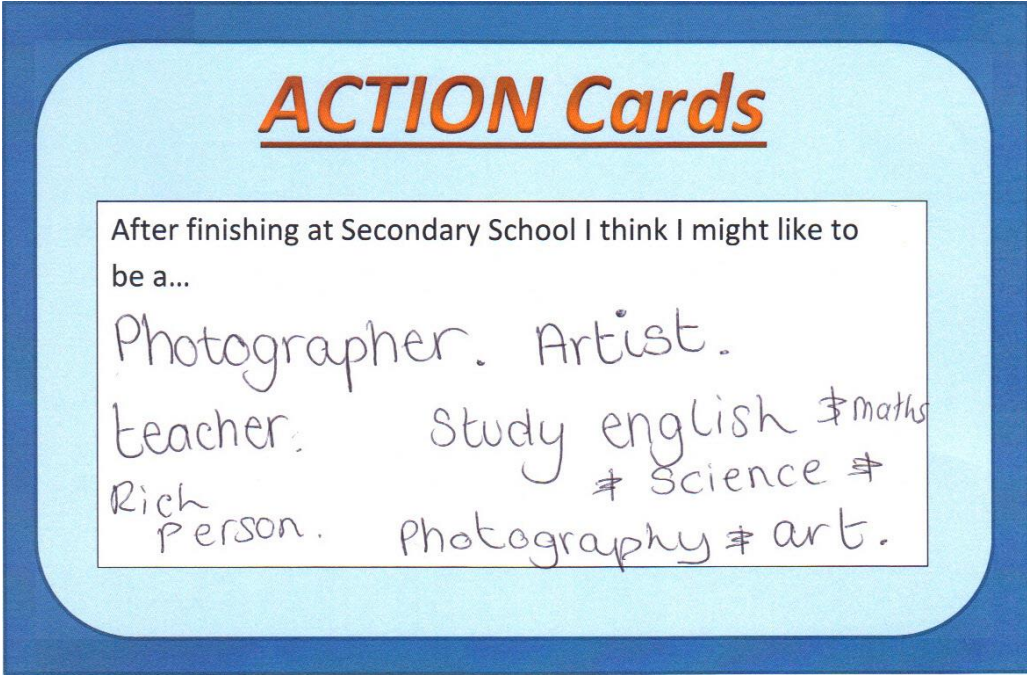 ACTION Cards
After finishing at Secondary School I think I might like to
be a...
Photographer. Artist.
teacher. Study english & maths
& Science &
Rich
Person. Photography & art.